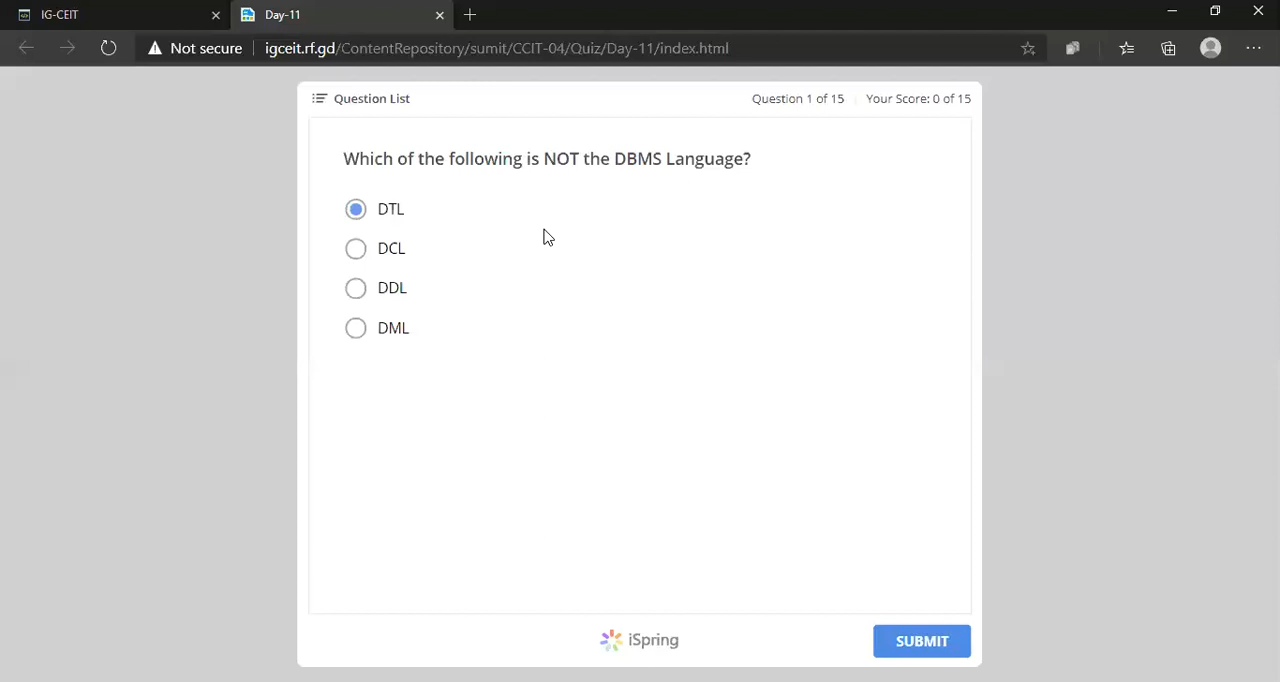 IG-CEIT
Day-11
Not secure igceit.rf.gd/ContentRepository/sumit/CCIT-04/Quiz/Day-11/index.html
Question List
Question 1 of 15
Your Score: 0 of 15
Which of the following is NOT the DBMS Language?
DTL
DCL
DDL
DML
iSpring
SUBMIT